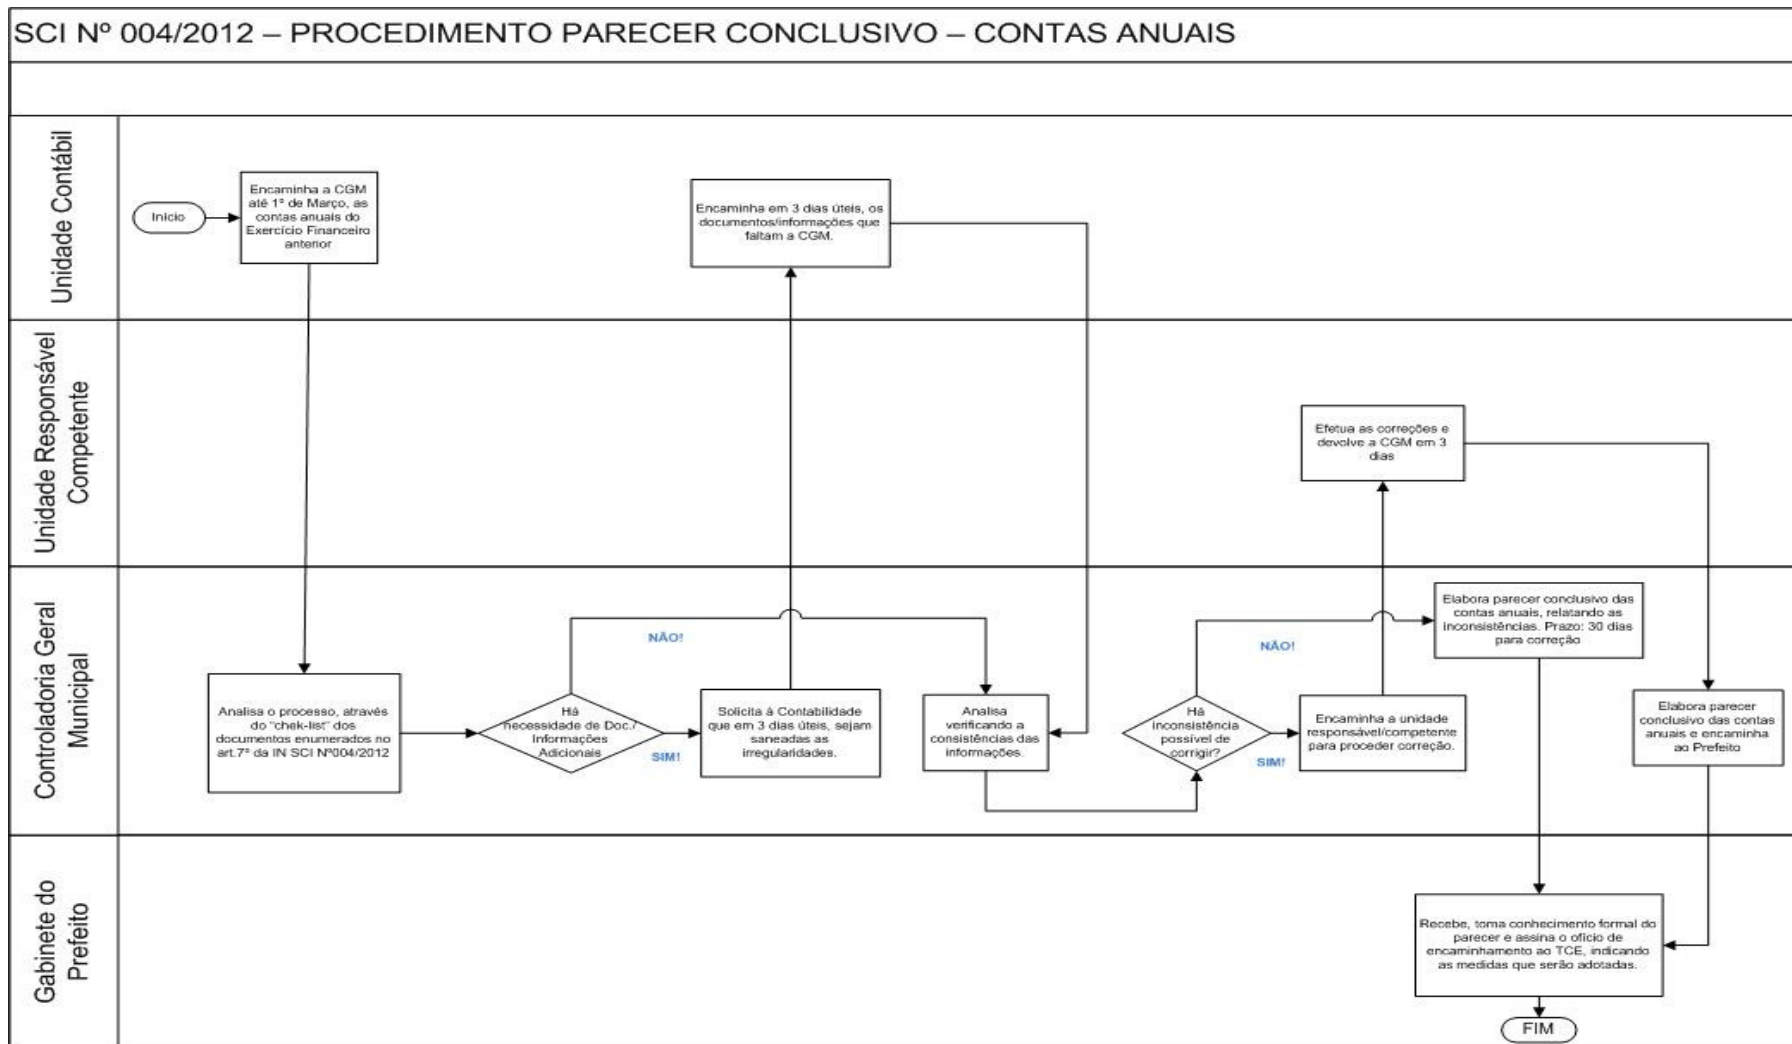 SCI Nº 004/2012 – PROCEDIMENTO PARECER CONCLUSIVO – CONTAS ANUAIS
Unidade Contábil
Início
Encaminha a CGM
até 1º de Março, as
contas anuais do
Exercício Financeiro
anterior
Encaminha em 3 dias úteis, os
documentos/informações que
faltam a CGM.
Unidade Responsável
Competente
Efetua as correções e
devolve a CGM em 3
dias
Controladoria Geral
Municipal
Analisa o processo, através
do "chek-list" dos
documentos enumerados no
art.7º da IN SCI Nº004/2012
Há
necessidade de Doc./
Informações
Adicionais
NÃO!
SIM!
Solicita á Contabilidade
que em 3 dias úteis, sejam
saneadas as
irregularidades.
Analisa
verificando a
consistências das
informações.
Há
inconsistência
possível de
corrigir?
NÃO!
SIM!
Encaminha a unidade
responsável/competente
para proceder correção.
Elabora parecer conclusivo das
contas anuais, relatando as
inconsistências. Prazo: 30 dias
para correção
Elabora parecer
conclusivo das contas
anuais e encaminha
ao Prefeito
Gabinete do
Prefeito
Recebe, toma conhecimento formal do
parecer e assina o ofício de
encaminhamento ao TCE, indicando
as medidas que serão adotadas.
FIM